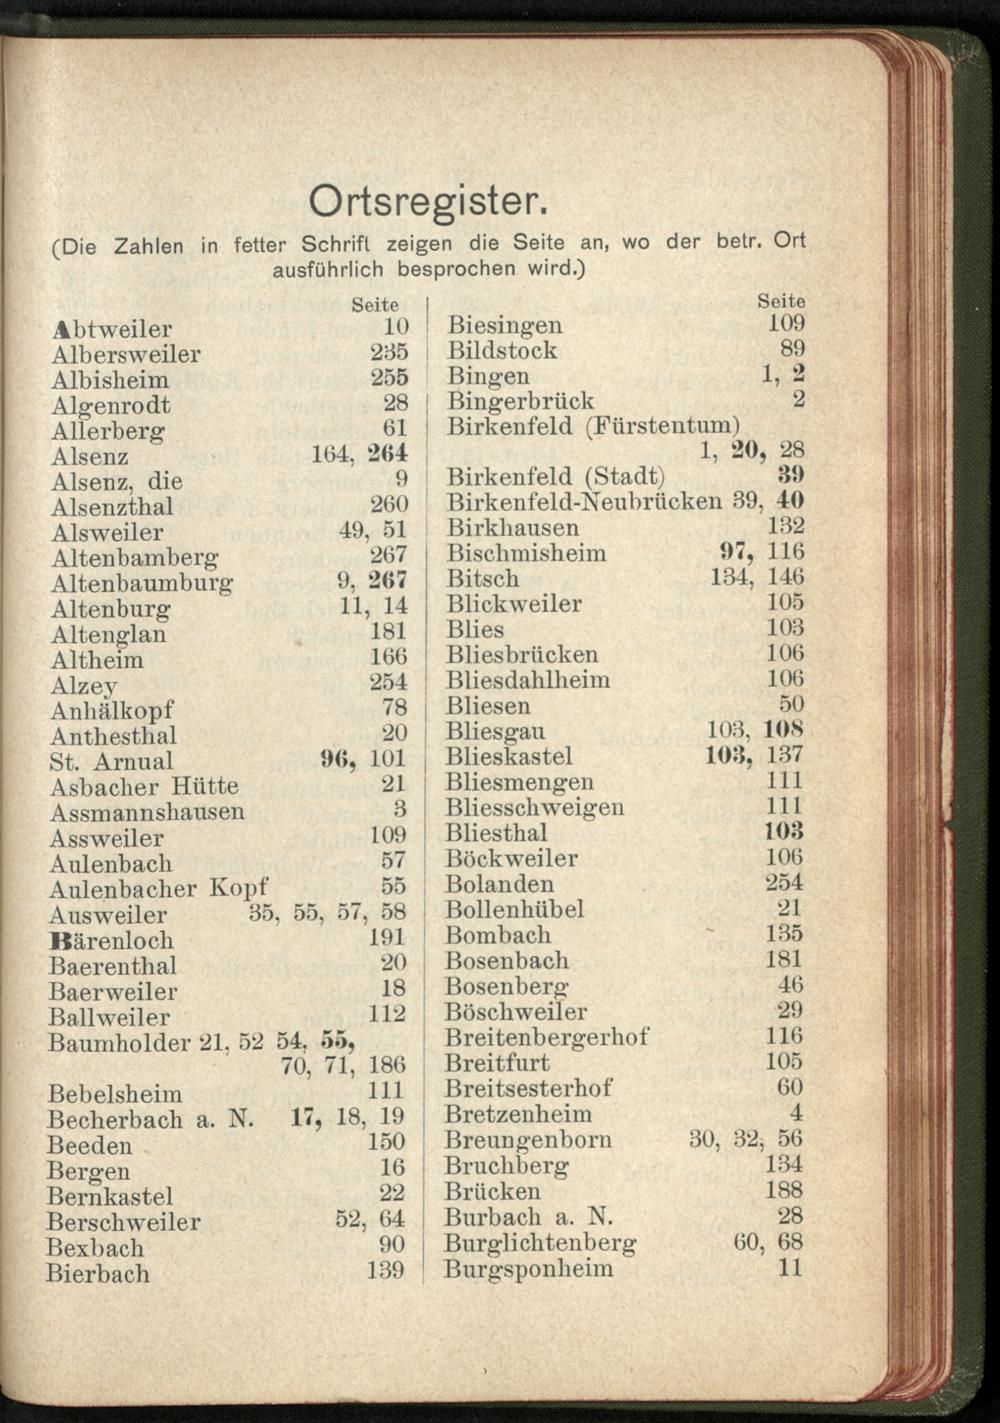 Ortsregister.
(Die Zahlen in fetter Schrift zeigen die Seite an, wo der betr. Ort
ausführlich besprochen wird.)
Seite
Abtweiler 10
Albersweiler 235
Albisheim 255
Algenrodt 28
Allerberg 61
Alsenz 164, 264
Alsenz, die 9
Alsenzthal 260
Alsweiler 49, 51
Altenbamberg 267
Altenbaumburg 9, 267
Altenburg 11, 14
Altenglan 181
Altheim 166
Alzey 254
Anhälkopf 78
Anthesthal 20
St. Arnual 96, 101
Asbacher Hütte 21
Assmannshausen 3
Assweiler 109
Aulenbach 57
Aulenbacher Kopf 55
Ausweiler 35, 55, 57, 58
Bärenloch 191
Baerenthal 20
Baerweiler 18
Ballweiler 112
Baumholder 21, 52 54, 55,
70, 71, 186
Bebelsheim 111
Becherbach a. N. 17, 18, 19
Beeden 150
Bergen 16
Bernkastel 22
Berschweiler 52, 64
Bexbach 90
Bierbach 139
Seite
Biesingen 109
Bildstock 89
Bingen 1, 2
Bingerbrück 2
Birkenfeld (Fürstentum)
1, 20, 28
Birkenfeld (Stadt) 39
Birkenfeld-Neubrücken 39, 40
Birkhausen 132
Bischmisheim 97, 116
Bitsch 134, 146
Blickweiler 105
Blies 103
Bliesbrücken 106
Bliesdahlheim 106
Bliesen 50
Bliesgau 103, 108
Blieskastel 103, 137
Bliesmengen 111
Bliesschweigen 111
Bliesthal 103
Böckweiler 106
Bolanden 254
Bollenhübel 21
Bombach 135
Bosenbach 181
Bosenberg 46
Böschweiler 29
Breitenbergerhof 116
Breitfurt 105
Breitsesterhof 60
Bretzenheim 4
Breungenborn 30, 32, 56
Bruchberg 134
Brücken 188
Burbach a. N. 28
Burglichtenberg 60, 68
Burgsponheim 11